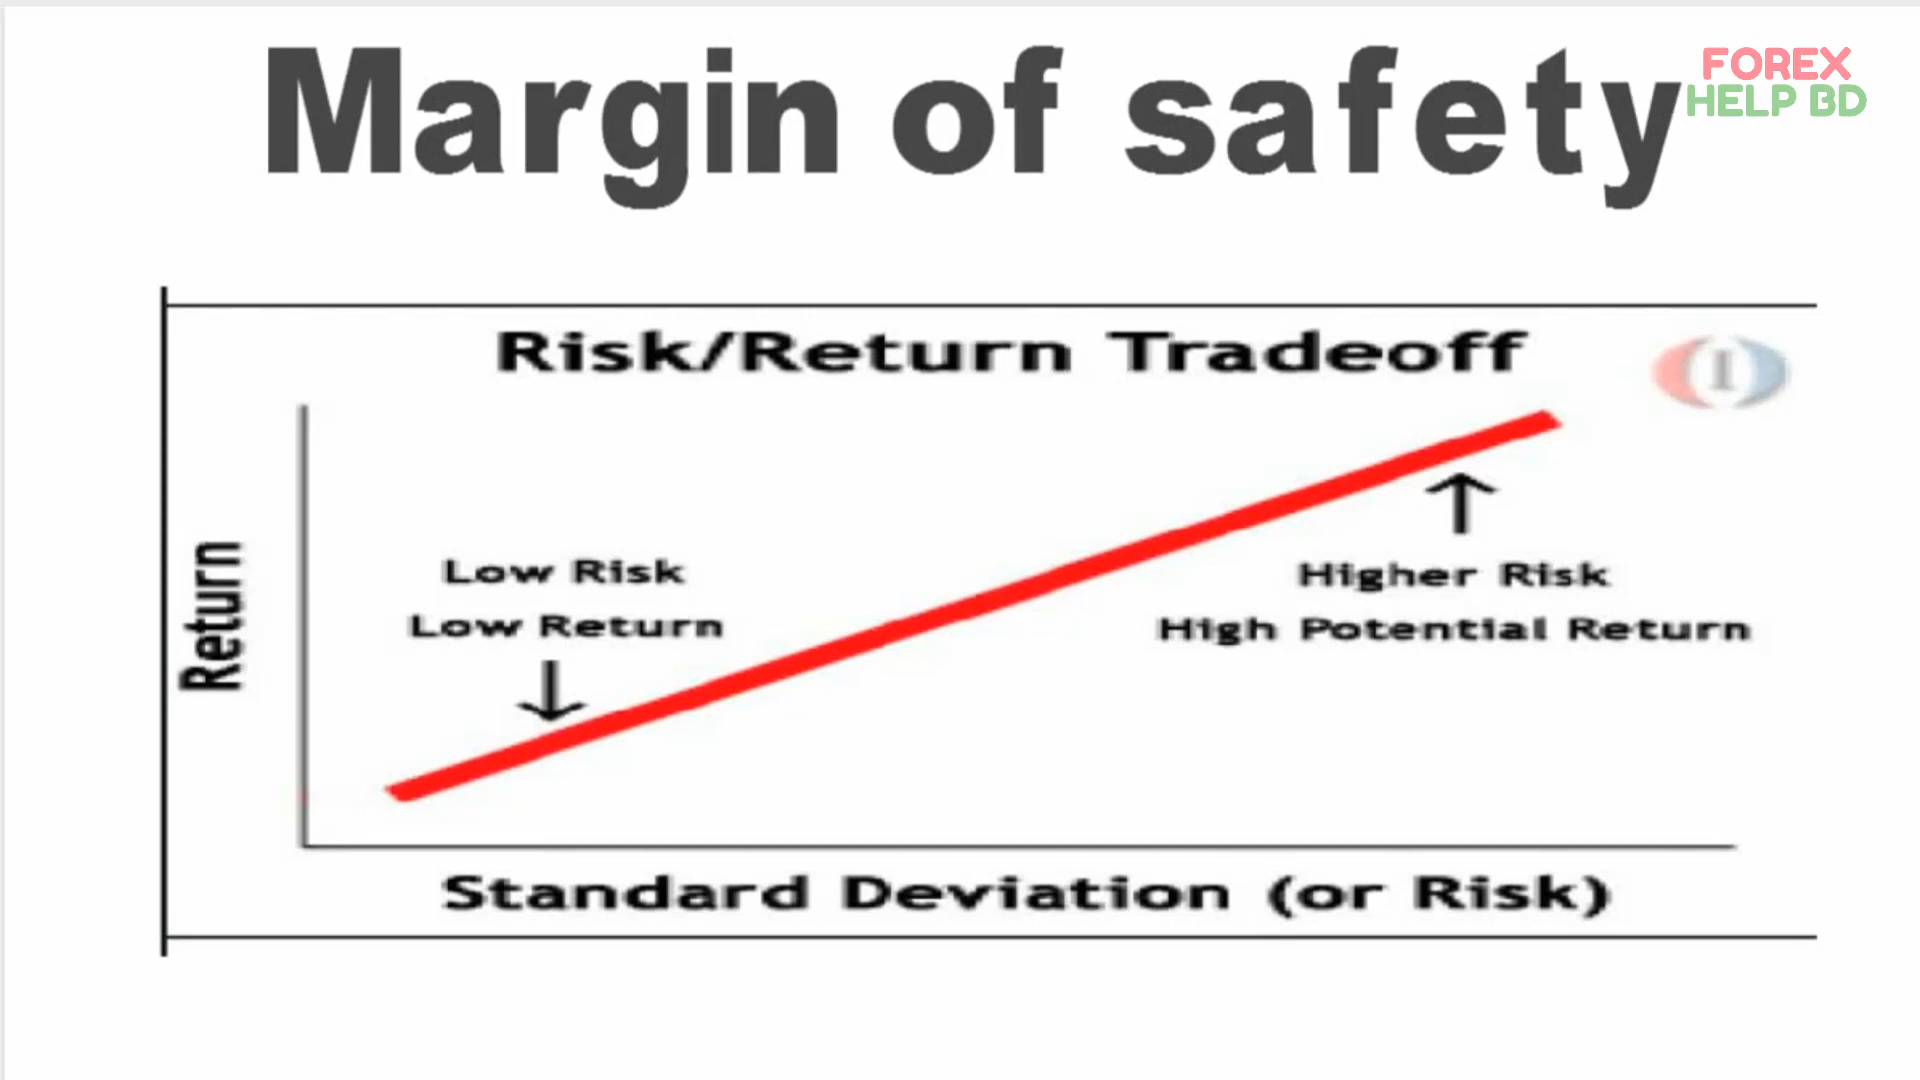 Margin of safety
FOREX
HELP BD
Risk/Return Tradeoff
I
Return
Low Risk
Low Return
Higher Risk
High Potential Return
Standard Deviation (or Risk)